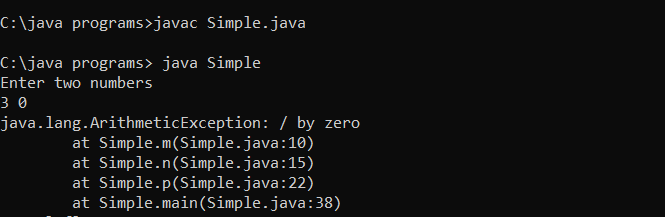 C:\java programs>javac Simple.java
C:\java programs> java Simple
Enter two numbers
3 0
java.lang.ArithmeticException: / by zero
at Simple.m(Simple.java:10)
at Simple.n(Simple.java:15)
at Simple.p(Simple.java:22)
at Simple.main(Simple.java:38)